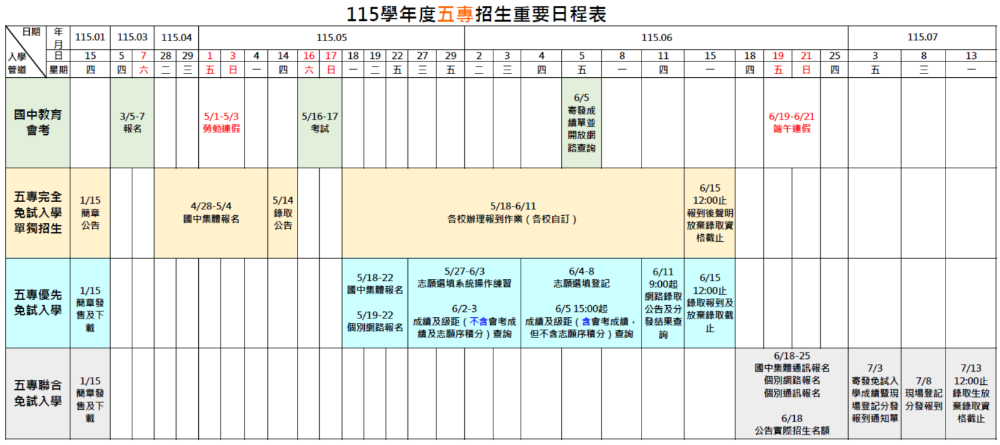 115學年度五專招生重要日程表
日期 年月 115.01 115.03 115.04 115.05 115.06 115.07
入學管道 日 15 5 7 28 29 1 3 4 14 16 17 18 19 22 27 29 2 3 4 5 8 11 15 18 19 21 25 3 8 13
星期 四 四 六 二 三 五 日 一 四 六 日 一 二 五 三 五 二 三 四 五 一 四 一 四 五 日 四 五 三 一
國中教育
會考
3/5-7
報名
5/1-5/3
勞動連假
5/16-17
考試
6/5
寄發成
績單並
開放網
路查詢
6/19-6/21
端午連假
五專完全
免試入學
單獨招生
1/15
簡章
公告
4/28-5/4
國中集體報名
5/14
錄取
公告
5/18-6/11
各校辦理報到作業（各校自訂）
6/15
12:00止
報到後聲明
放棄錄取資
格截止
五專優先
免試入學
1/15
簡章發
售及下
載
5/18-22
國中集體報名
5/19-22
個別網路報名
5/27-6/3
志願選填系統操作練習
6/2-3
成績及級距（不含會考成
績及志願序積分）查詢
6/4-8
志願選填登記
6/5 15:00起
成績及級距（含會考成績，
但不含志願序積分）查詢
6/11
9:00起
網路錄取
公告及分
發結果查
詢
6/15
12:00止
錄取報到及
放棄錄取截
止
五專聯合
免試入學
1/15
簡章發
售及下
載
6/18-25
國中集體通訊報名
個別網路報名
個別通訊報名
6/18
公告實際招生名額
7/3
寄發免試入
學成績暨現
場登記分發
報到通知單
7/8
現場登記
分發報到
7/13
12:00止
錄取生放
棄錄取資
格截止